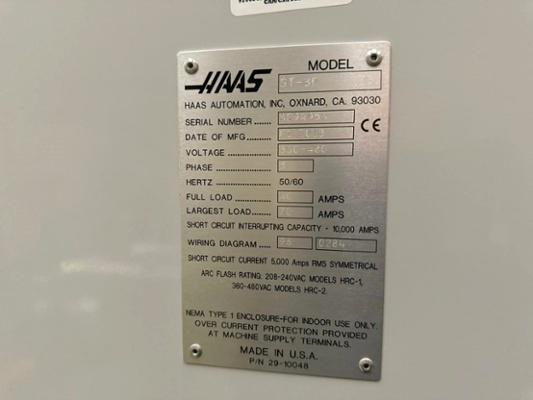 HAAS
MODEL
HAAS AUTOMATION, INC, OXNARD, CA. 93030
SERIAL NUMBER
CE
DATE OF MFG
VOLTAGE
PHASE 3
HERTZ 50/60
FULL LOAD AMPS
LARGEST LOAD AMPS
SHORT CIRCUIT INTERRUPTING CAPACITY - 10,000 AMPS
WIRING DIAGRAM
SHORT CIRCUIT CURRENT 5,000 Amps RMS SYMMETRICAL
ARC FLASH RATING: 208-240VAC MODELS HRC-1,
360-480VAC MODELS HRC-2.
NEMA TYPE 1 ENCLOSURE-FOR INDOOR USE ONLY.
OVER CURRENT PROTECTION PROVIDED
AT MACHINE SUPPLY TERMINALS.
MADE IN U.S.A.
P/N 29-10048